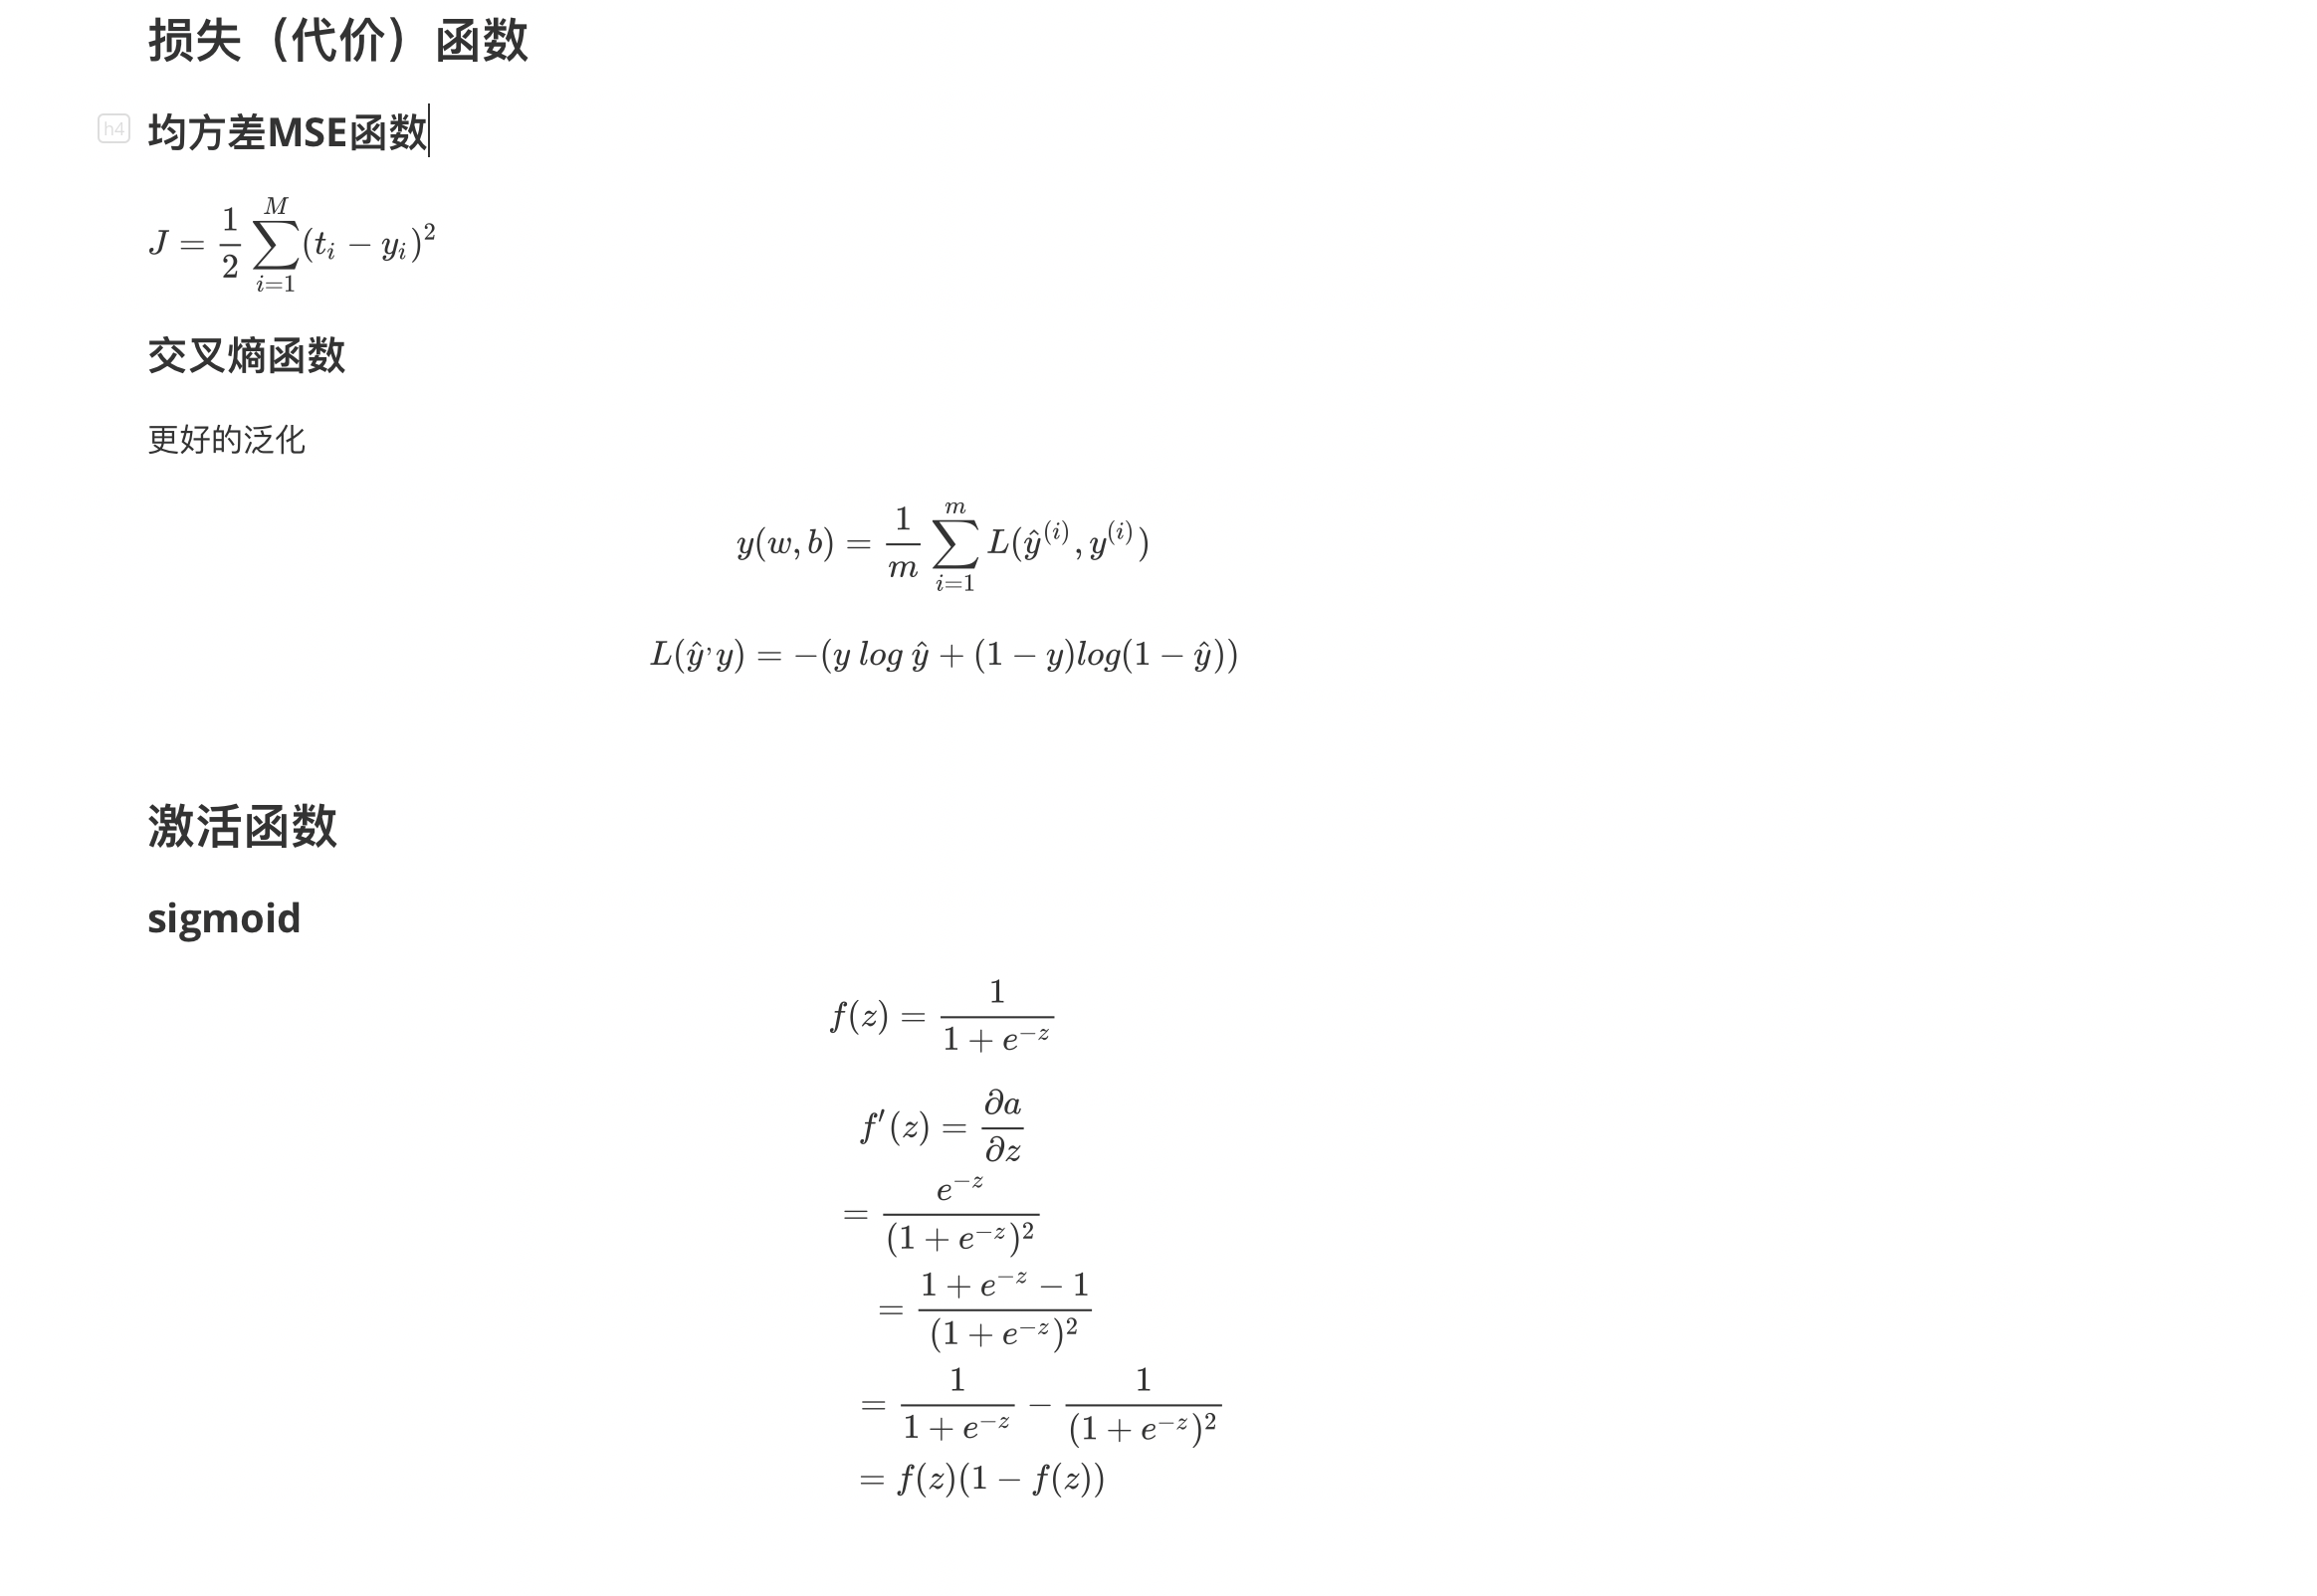 损失（代价）函数
h4
均方差MSE函数
J = \frac{1}{2} \sum_{i=1}^{M} (t_i - y_i)^2
交叉熵函数
更好的泛化
y(w, b) = \frac{1}{m} \sum_{i=1}^{m} L(\hat{y}^{(i)}, y^{(i)})
L(\hat{y}, y) = -(y log \hat{y} + (1 - y)log(1 - \hat{y}))
激活函数
sigmoid
f(z) = \frac{1}{1 + e^{-z}}
f'(z) = \frac{∂a}{∂z}
= \frac{e^{-z}}{(1 + e^{-z})^2}
= \frac{1 + e^{-z} - 1}{(1 + e^{-z})^2}
= \frac{1}{1 + e^{-z}} - \frac{1}{(1 + e^{-z})^2}
= f(z)(1 - f(z))